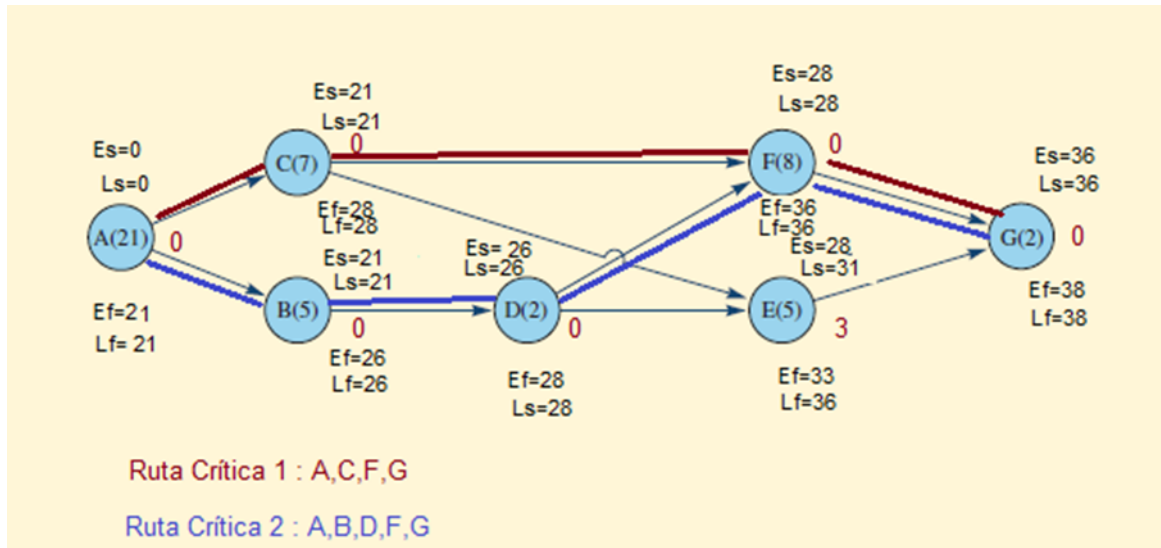 Es=0
Ls=0
A(21)
0
Ef=21
Lf= 21
Es=21
Ls=21
0
C(7)
Ef=28
Lf=28
Es=21
Ls=21
B(5)
0
Ef=26
Lf=26
Es= 26
Ls=26
D(2)
0
Ef=28
Ls=28
Es=28
Ls=28
F(8)
0
Ef=36
Lf=36
Es=28
Ls=31
E(5)
3
Ef=33
Lf=36
Es=36
Ls=36
G(2)
0
Ef=38
Lf=38
Ruta Crítica 1 : A,C,F,G
Ruta Crítica 2 : A,B,D,F,G